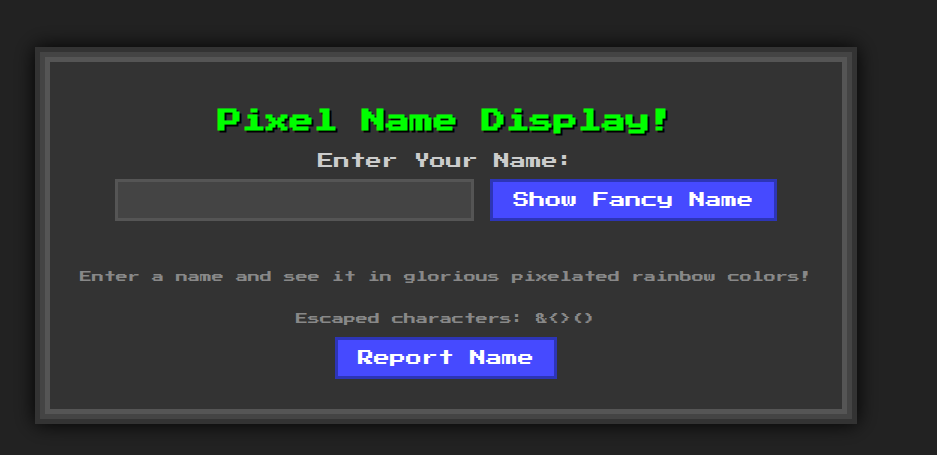 Pixel Name Display!
Enter Your Name:
Show Fancy Name
Enter a name and see it in glorious pixelated rainbow colors!
Escaped characters: &<>()
Report Name